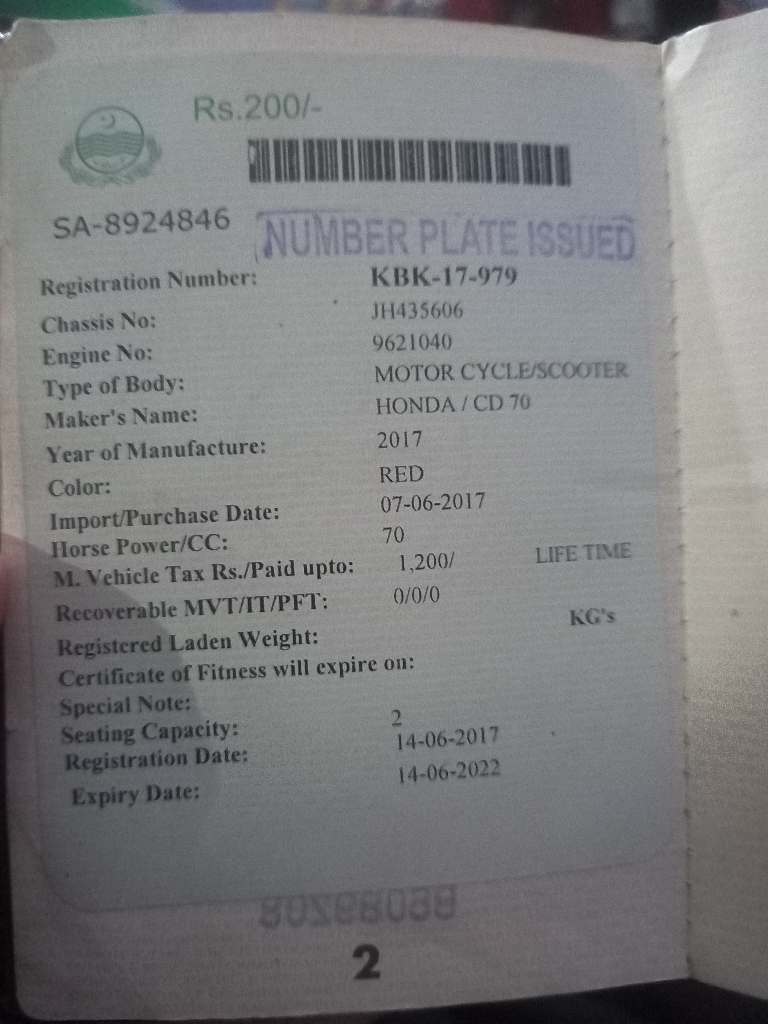 Rs.200/-
SA-8924846
NUMBER PLATE ISSUED
Registration Number: KBK-17-979
Chassis No: JH435606
Engine No: 9621040
Type of Body: MOTOR CYCLE/SCOOTER
Maker's Name: HONDA / CD 70
Year of Manufacture: 2017
Color: RED
Import/Purchase Date: 07-06-2017
Horse Power/CC: 70
M. Vehicle Tax Rs./Paid upto: 1,200/ LIFE TIME
Recoverable MVT/IT/PFT: 0/0/0
Registered Laden Weight: KG's
Certificate of Fitness will expire on:
Special Note:
Seating Capacity: 2
Registration Date: 14-06-2017
Expiry Date: 14-06-2022
2